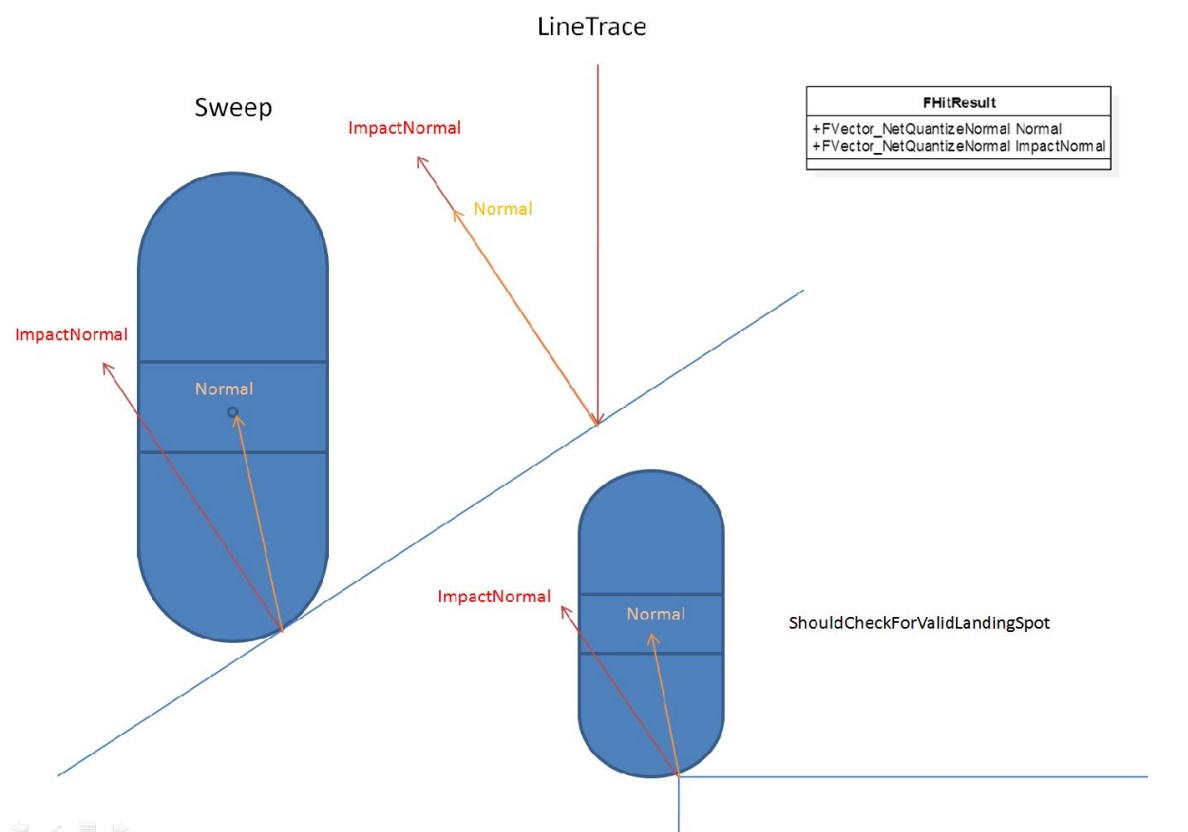 LineTrace
Sweep
FHitResult
+FVector_NetQuantizeNormal Normal
+FVector_NetQuantizeNormal ImpactNormal
ImpactNormal
Normal
ImpactNormal
Normal
ImpactNormal
Normal
ShouldCheckForValidLandingSpot